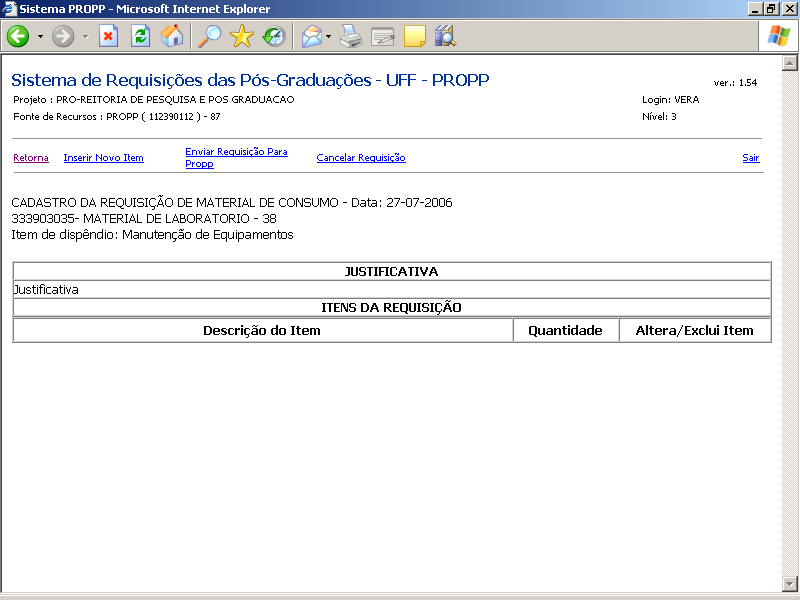 Sistema PROPP - Microsoft Internet Explorer
Sistema de Requisições das Pós-Graduações - UFF - PROPP
ver.: 1.54
Projeto : PRO-REITORIA DE PESQUISA E POS GRADUACAO
Login: VERA
Fonte de Recursos : PROPP ( 112390112 ) - 87
Nível: 3
Retorna
Inserir Novo Item
Enviar Requisição Para
Propp
Cancelar Requisição
Sair
CADASTRO DA REQUISIÇÃO DE MATERIAL DE CONSUMO - Data: 27-07-2006
333903035- MATERIAL DE LABORATORIO - 38
Item de dispêndio: Manutenção de Equipamentos
JUSTIFICATIVA
Justificativa
ITENS DA REQUISIÇÃO
Descrição do Item
Quantidade
Altera/Exclui Item